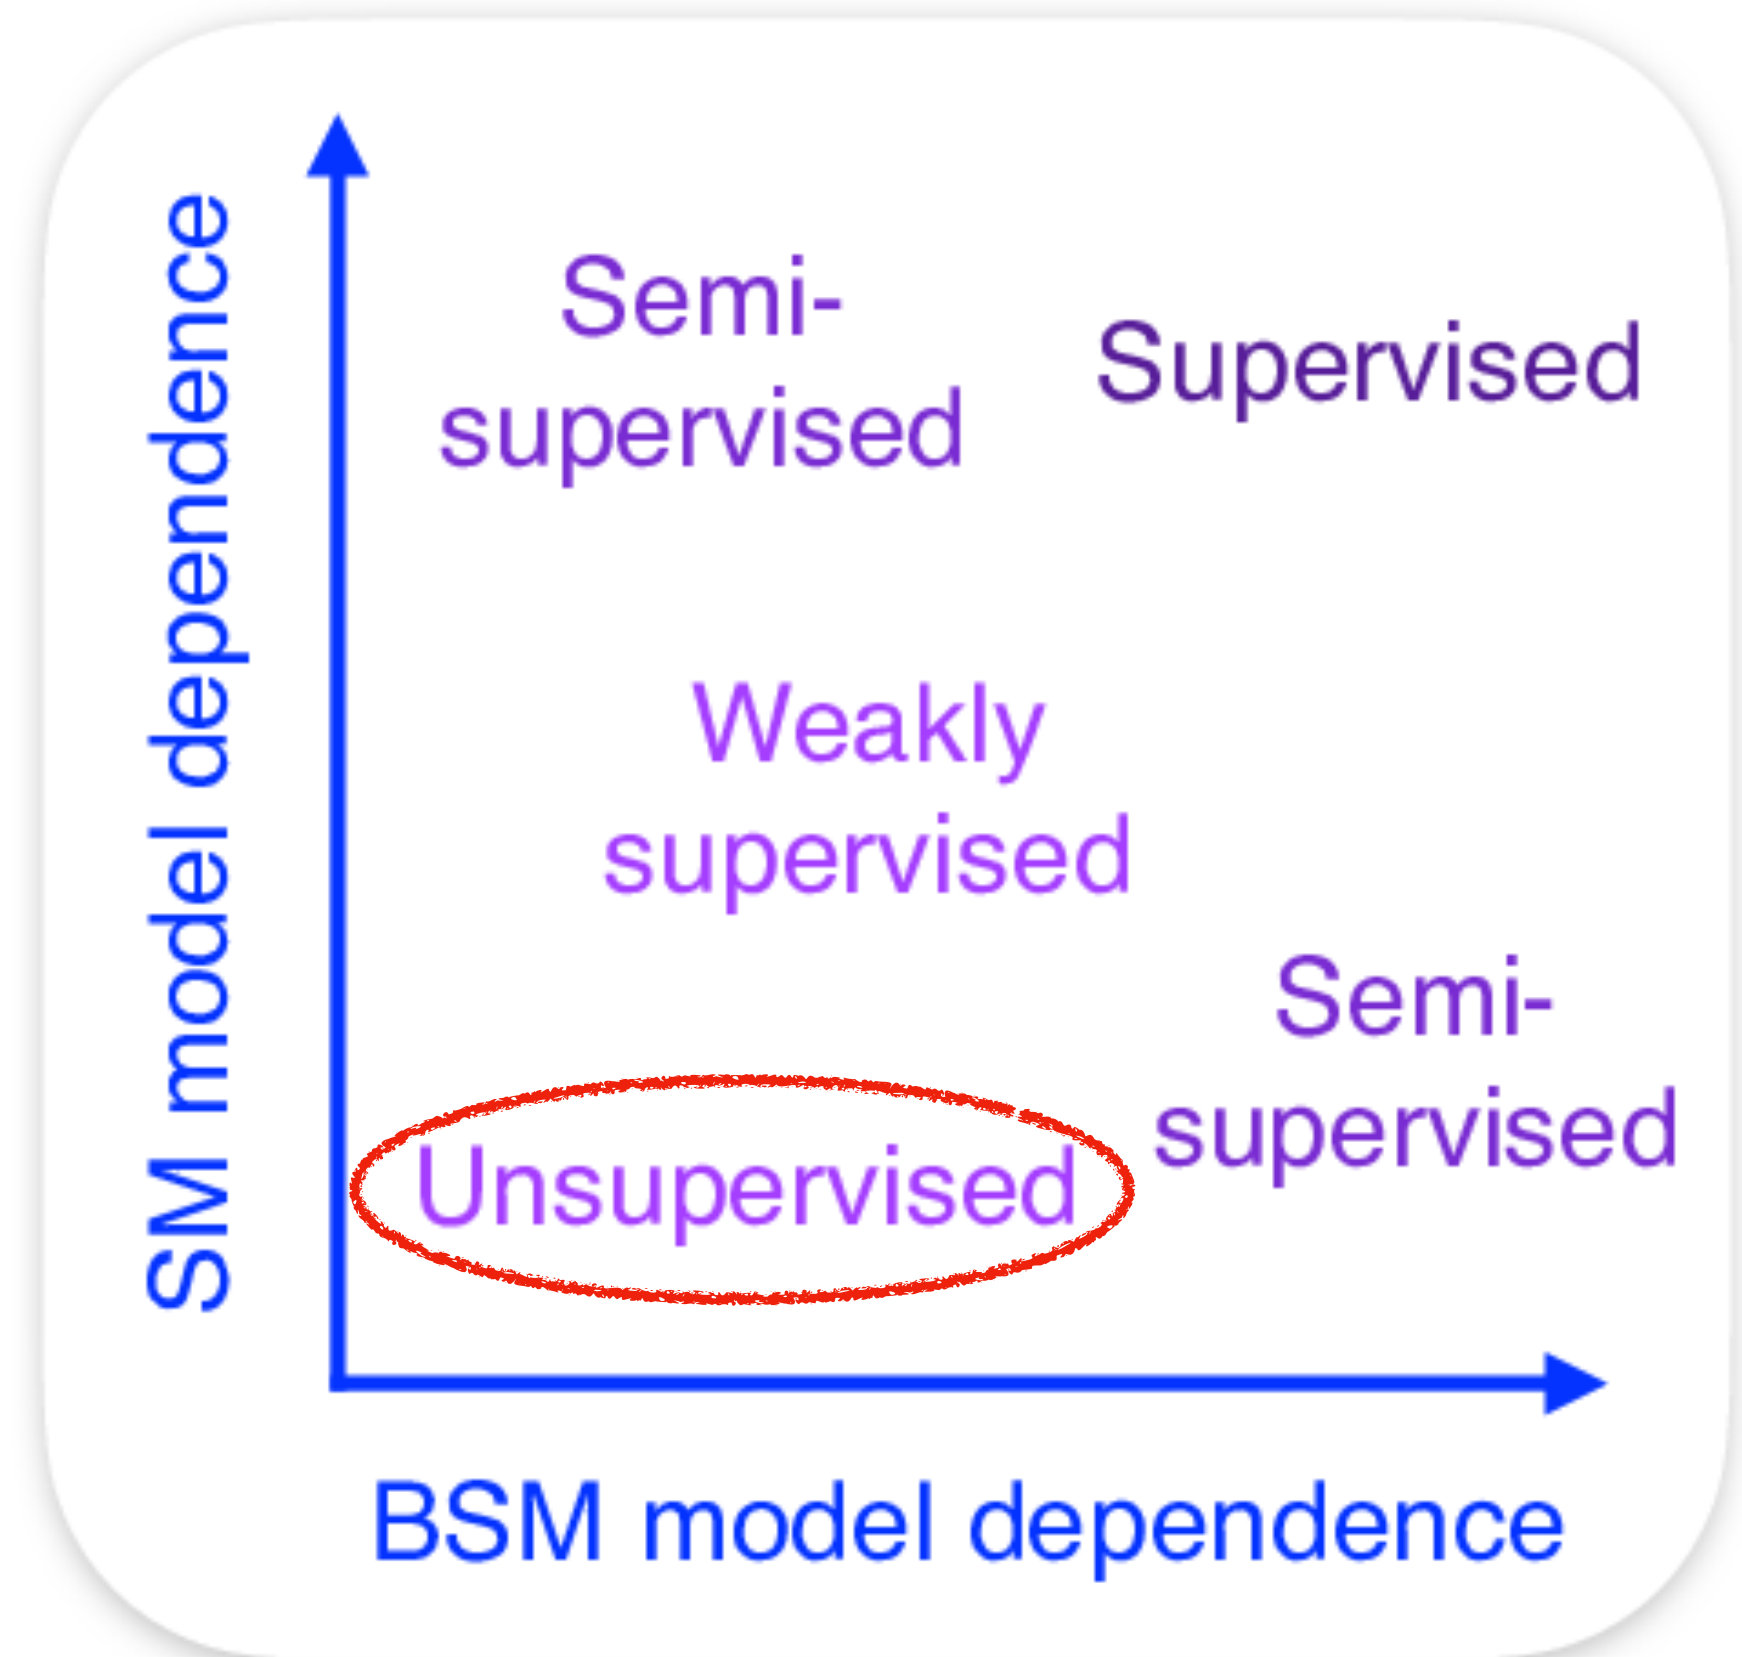 SM model dependence
Semi-
supervised
Supervised
Weakly
supervised
Semi-
supervised
Unsupervised
BSM model dependence